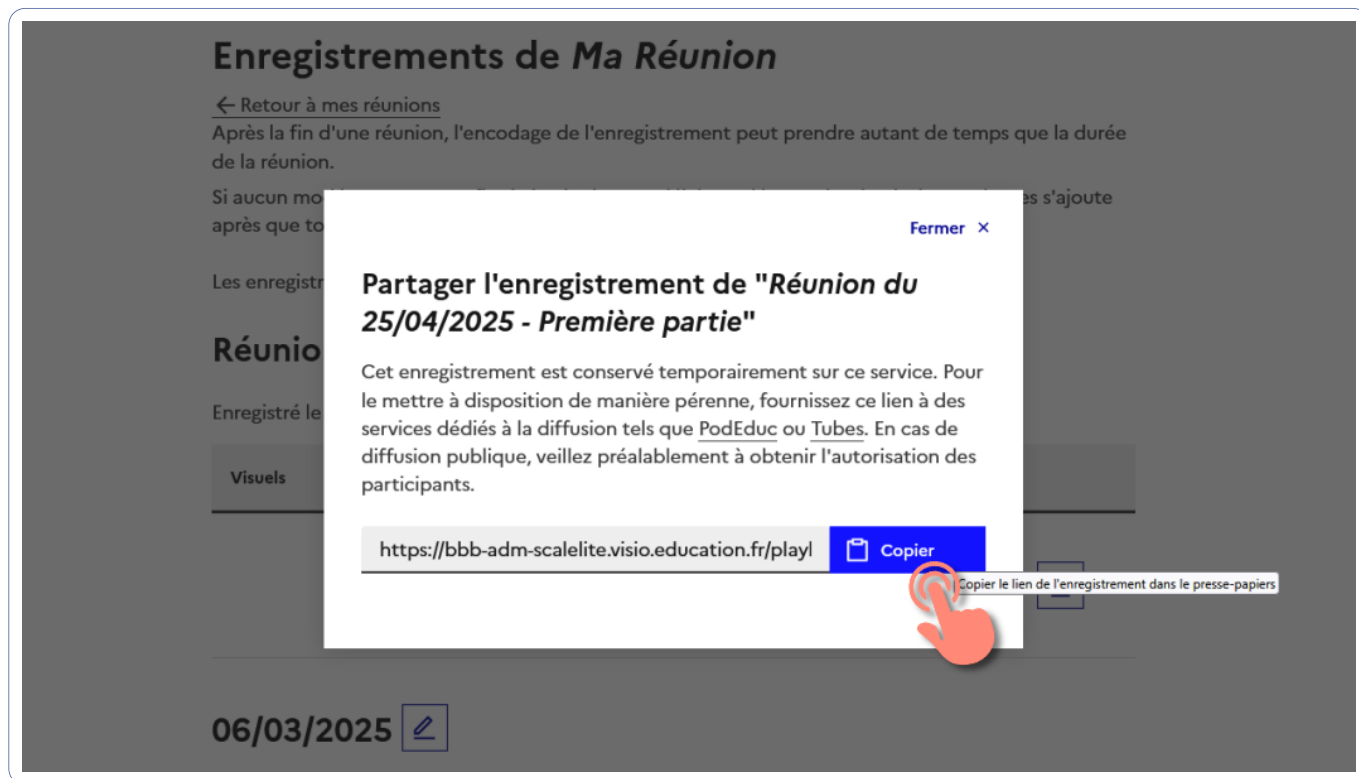 Enregistrements de Ma Réunion
← Retour à mes réunions
Après la fin d'une réunion, l'encodage de l'enregistrement peut prendre autant de temps que la durée
de la réunion.
Si aucun mo
es s'ajoute
après que to
Fermer ×
Les enregistr
Partager l'enregistrement de "Réunion du
25/04/2025 - Première partie"
Réunio
Cet enregistrement est conservé temporairement sur ce service. Pour
le mettre à disposition de manière pérenne, fournissez ce lien à des
Enregistré le
services dédiés à la diffusion tels que PodEduc ou Tubes. En cas de
diffusion publique, veillez préalablement à obtenir l'autorisation des
participants.
Visuels
https://bbb-adm-scalelite.visio.education.fr/playl
Copier
Copier le lien de l'enregistrement dans le presse-papiers
06/03/2025